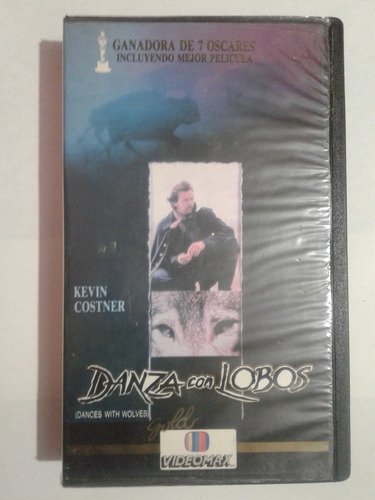 GANADORA DE 7 OSCARES
INCLUYENDO MEJOR PELICULA
KEVIN
COSTNER
DANZA con LOBOS
(DANCES WITH WOLVES)
Gold
VIDEOMAX